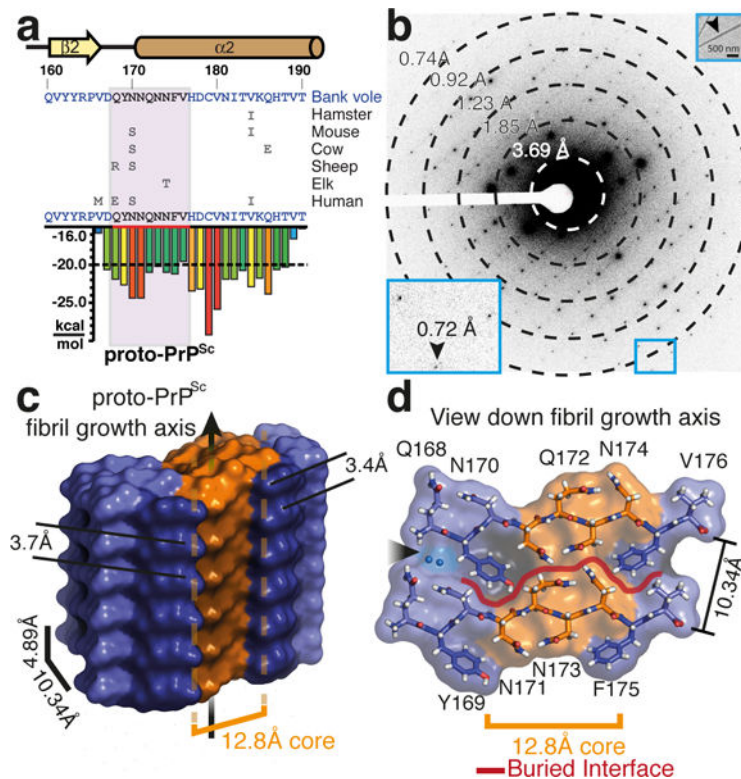 a
β2
α2
160 170 180 190
QVYYRPVDQYNNQNNFVHDCVNITVKQHTVT Bank vole
I Hamster
S I Mouse
S E Cow
R S Sheep
T Elk
M E S I Human
QVYYRPVDQYNNQNNFVHDCVNITVKQHTVT
-16.0
-20.0
-25.0
kcal
mol
proto-PrPSc
b
500 nm
0.74Å
0.92 Å
1.23 Å
1.85 Å
3.69 Å
0.72 Å
c
proto-PrPSc
fibril growth axis
3.4Å
3.7Å
4.89Å
10.34Å
12.8Å core
d
View down fibril growth axis
Q168
N170
Q172
N174
V176
10.34Å
Y169
N171
N173
F175
12.8Å core
Buried Interface